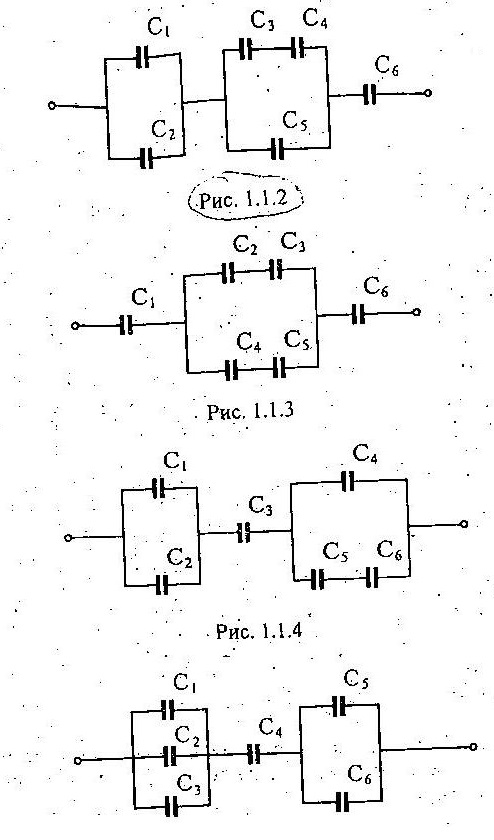 C₁ C₃ C₄
C₆
C₂ C₅
Рис. 1.1.2
C₂ C₃
C₁ C₆
C₄ C₅
Рис. 1.1.3
C₁ C₄
C₃
C₂ C₅ C₆
Рис. 1.1.4
C₁ C₅
C₂ C₄
C₃ C₆